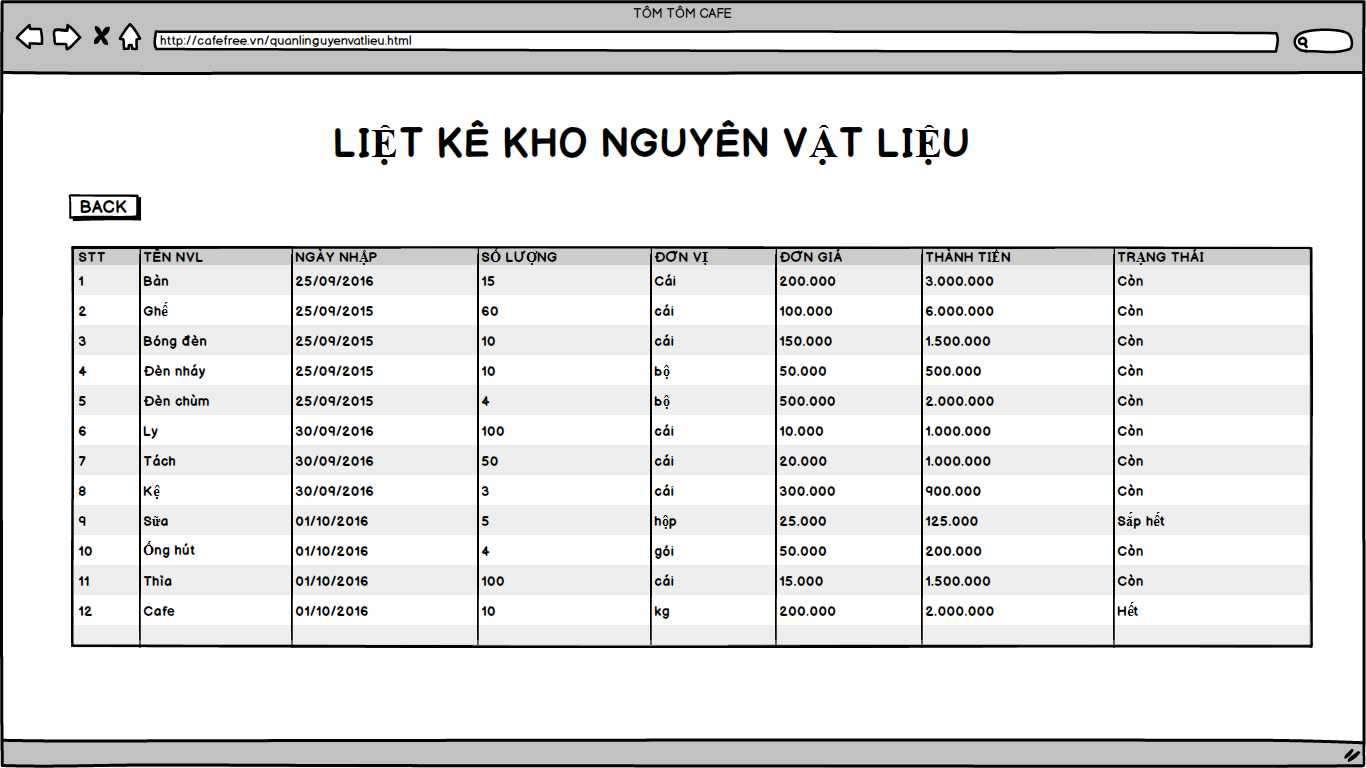 TÔM TÔM CAFE
http://cafefree.vn/quanlinguyenvatlieu.html
LIỆT KÊ KHO NGUYÊN VẬT LIỆU
BACK
STT TÊN NVL NGÀY NHẬP SỐ LƯỢNG ĐƠN VỊ ĐƠN GIÁ THÀNH TIỀN TRẠNG THÁI
1 Bàn 25/09/2016 15 Cái 200.000 3.000.000 Còn
2 Ghế 25/09/2015 60 cái 100.000 6.000.000 Còn
3 Bóng đèn 25/09/2015 10 cái 150.000 1.500.000 Còn
4 Đèn nháy 25/09/2015 10 bộ 50.000 500.000 Còn
5 Đèn chùm 25/09/2015 4 bộ 500.000 2.000.000 Còn
6 Ly 30/09/2016 100 cái 10.000 1.000.000 Còn
7 Tách 30/09/2016 50 cái 20.000 1.000.000 Còn
8 Kệ 30/09/2016 3 cái 300.000 900.000 Còn
9 Sữa 01/10/2016 5 hộp 25.000 125.000 Sắp hết
10 Ống hút 01/10/2016 4 gói 50.000 200.000 Còn
11 Thìa 01/10/2016 100 cái 15.000 1.500.000 Còn
12 Cafe 01/10/2016 10 kg 200.000 2.000.000 Hết